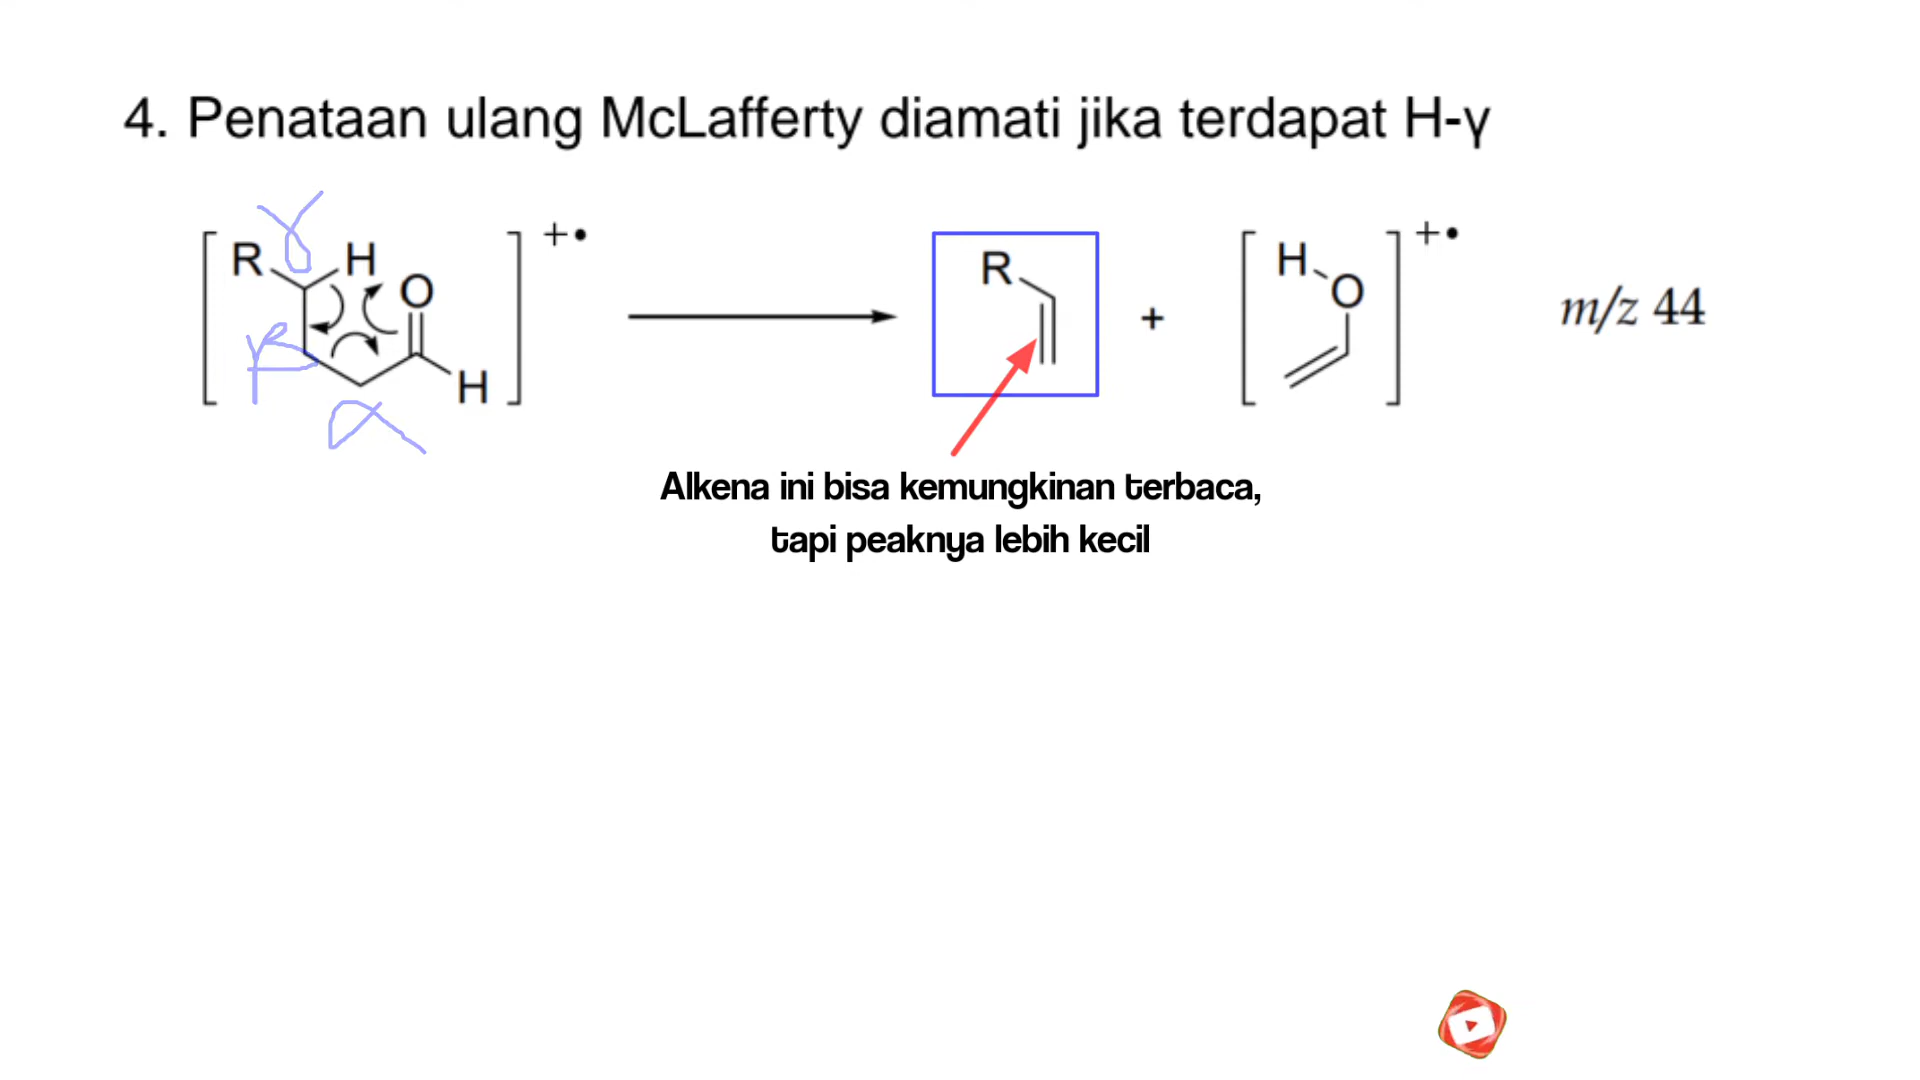 4. Penataan ulang McLafferty diamati jika terdapat H-γ
γ
R H O +•
β
H
α
R
+
H O +•
m/z 44
Alkena ini bisa kemungkinan terbaca,
tapi peaknya lebih kecil